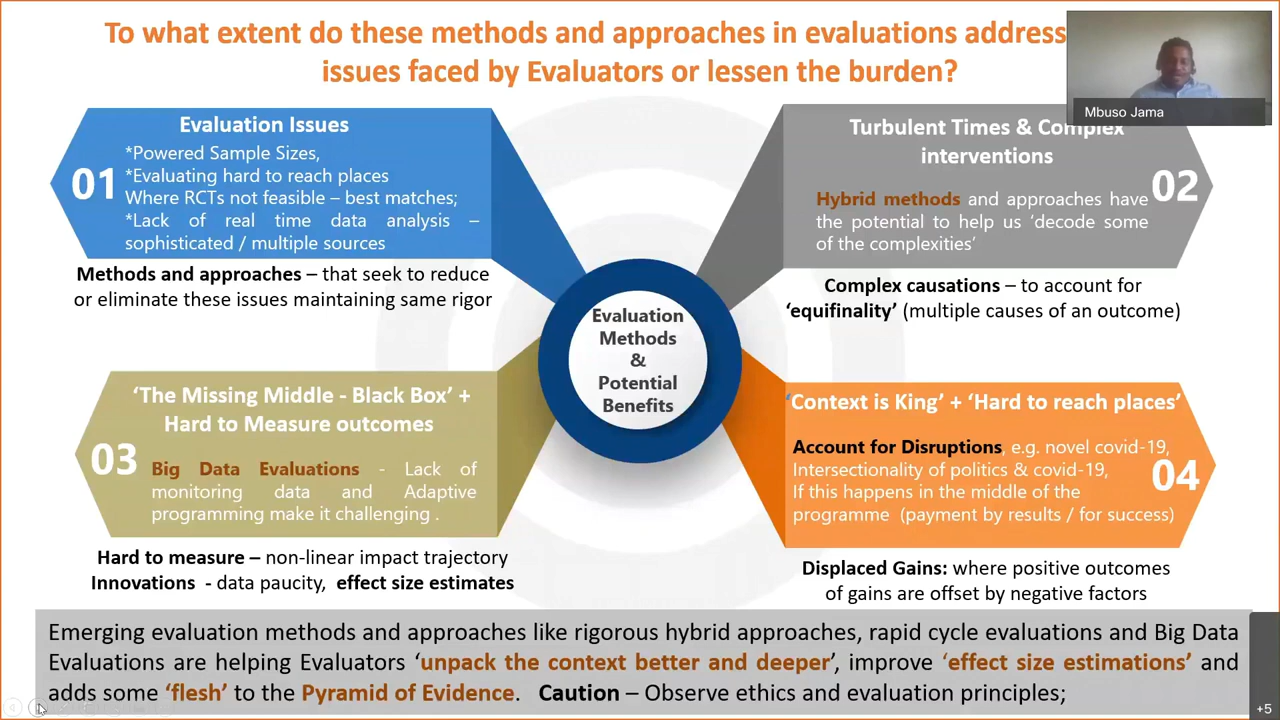 To what extent do these methods and approaches in evaluations address
issues faced by Evaluators or lessen the burden?
Mbuso Jama
Evaluation Issues
01
*Powered Sample Sizes,
*Evaluating hard to reach places
Where RCTs not feasible – best matches;
*Lack of real time data analysis –
sophisticated / multiple sources
Methods and approaches – that seek to reduce
or eliminate these issues maintaining same rigor
Turbulent Times & Complex
interventions
02
Hybrid methods and approaches have
the potential to help us ‘decode some
of the complexities’
Complex causations – to account for
‘equifinality’ (multiple causes of an outcome)
Evaluation
Methods
&
Potential
Benefits
‘The Missing Middle - Black Box’ +
Hard to Measure outcomes
03
Big Data Evaluations - Lack of
monitoring data and Adaptive
programming make it challenging .
Hard to measure – non-linear impact trajectory
Innovations - data paucity, effect size estimates
‘Context is King’ + ‘Hard to reach places’
Account for Disruptions, e.g. novel covid-19,
Intersectionality of politics & covid-19,
04
If this happens in the middle of the
programme (payment by results / for success)
Displaced Gains: where positive outcomes
of gains are offset by negative factors
Emerging evaluation methods and approaches like rigorous hybrid approaches, rapid cycle evaluations and Big Data
Evaluations are helping Evaluators ‘unpack the context better and deeper’, improve ‘effect size estimations’ and
adds some ‘flesh’ to the Pyramid of Evidence. Caution – Observe ethics and evaluation principles;
+5